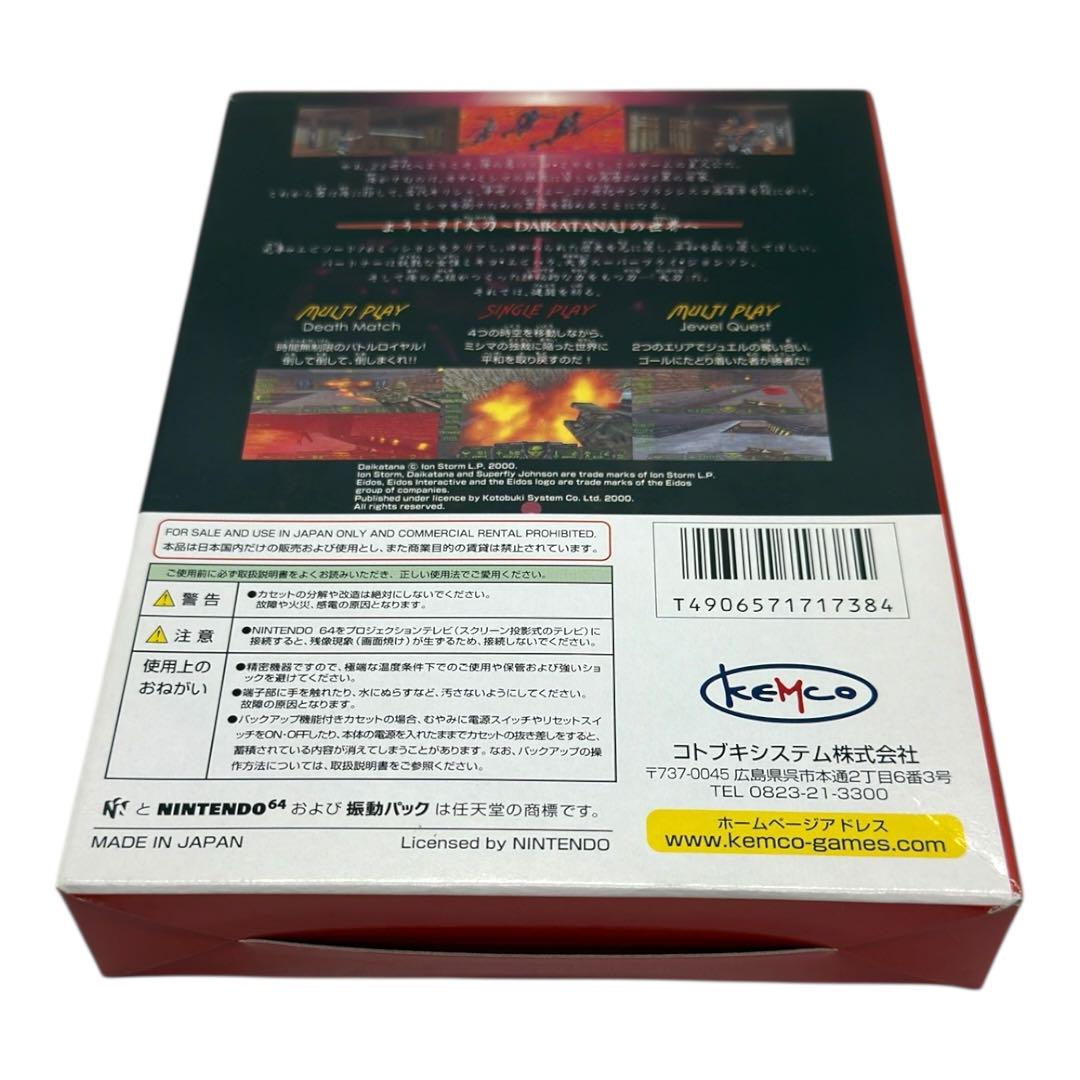 ようこそ「大刀~DAIKATANA」の世界へ
それでは、健闘を祈る。
MULTI PLAY
Death Match
時間無制限のバトルロイヤル!
倒して倒して、倒しまくれ!!
SINGLE PLAY
4つの時空を移動しながら、
ミシマの独裁に陥った世界に
平和を取り戻すのだ!
MULTI PLAY
Jewel Quest
2つのエリアでジュエルの奪い合い。
ゴールにたどり着いた者が勝者だ!
Daikatana © Ion Storm L.P. 2000.
Ion Storm, Daikatana and Superfly Johnson are trade marks of Ion Storm L.P.
Eidos, Eidos Interactive and the Eidos logo are trade marks of the Eidos
group of companies.
Published under licence by Kotobuki System Co. Ltd. 2000.
All rights reserved.
FOR SALE AND USE IN JAPAN ONLY AND COMMERCIAL RENTAL PROHIBITED.
本品は日本国内だけの販売および使用とし、また商業目的の賃貸は禁止されています。
ご使用前に必ず取扱説明書をよくお読みいただき、正しい使用法でご愛用ください。
警告
●カセットの分解や改造は絶対にしないでください。
故障や火災、感電の原因となります。
注意
●NINTENDO 64をプロジェクションテレビ(スクリーン投影式のテレビ)に
接続すると、残像現象(画面焼け)が生ずるため、接続しないでください。
使用上の
おねがい
●精密機器ですので、極端な温度条件下でのご使用や保管および強いショ
ックを避けてください。
●端子部に手を触れたり、水にぬらすなど、汚さないようにしてください。
故障の原因となります。
●バックアップ機能付きカセットの場合、むやみに電源スイッチやリセットスイ
ッチをON・OFFしたり、本体の電源を入れたままでカセットの抜き差しをすると、
蓄積されている内容が消えてしまうことがあります。なお、バックアップの操
作方法については、取扱説明書をご参照ください。
と NINTENDO64 および 振動パック は任天堂の商標です。
MADE IN JAPAN
Licensed by NINTENDO
T4906571717384
KEMCO
コトブキシステム株式会社
〒737-0045 広島県呉市本通2丁目6番3号
TEL 0823-21-3300
ホームページアドレス
www.kemco-games.com